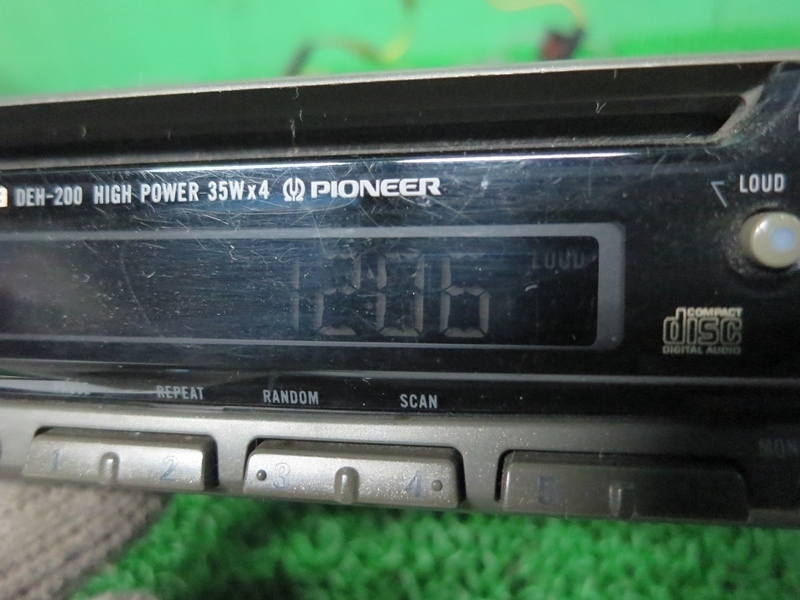 DEH-200 HIGH POWER 35Wx4 PIONEER
LOUD
LOUD
1206
COMPACT
disc
DIGITAL AUDIO
REPEAT RANDOM SCAN
1 2 3 4 5